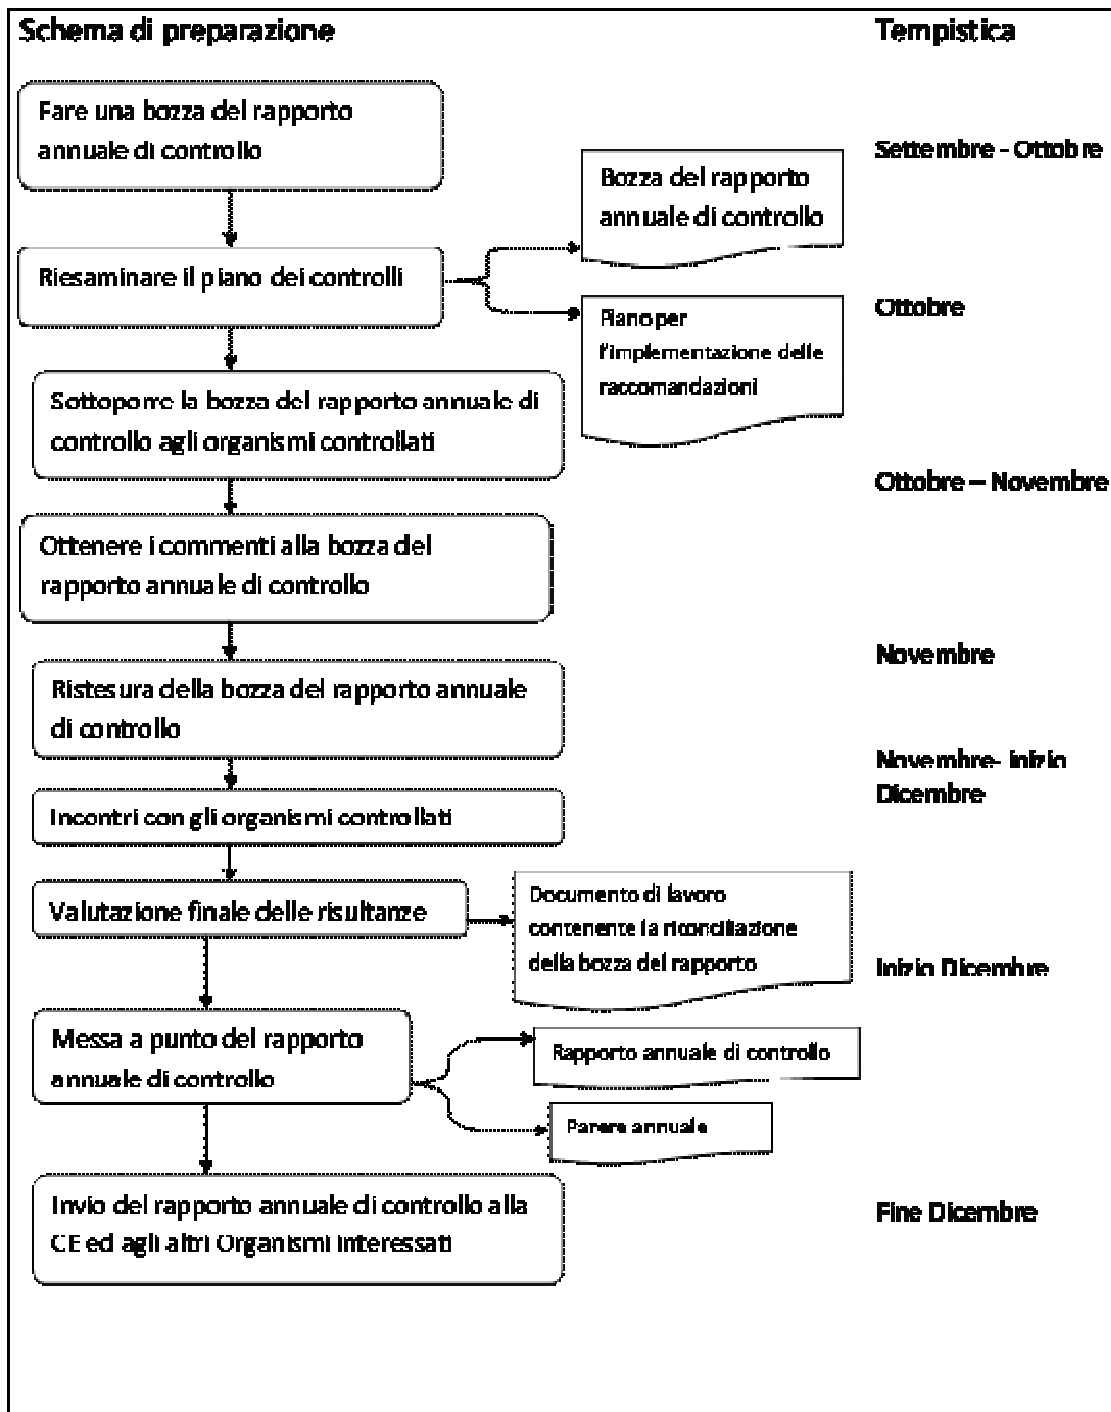 Schema di preparazione
Tempistica
Fare una bozza del rapporto
annuale di controllo
Settembre - Ottobre
Bozza del rapporto
annuale di controllo
Riesaminare il piano dei controlli
Ottobre
Piano per
l'implementazione delle
raccomandazioni
Sottoporre la bozza del rapporto annuale di
controllo agli organismi controllati
Ottobre – Novembre
Ottenere i commenti alla bozza del
rapporto annuale di controllo
Novembre
Ristesura della bozza del rapporto annuale
di controllo
Novembre- inizio
Dicembre
Incontri con gli organismi controllati
Valutazione finale delle risultanze
Documento di lavoro
contenente la riconciliazione
della bozza del rapporto
Inizio Dicembre
Messa a punto del rapporto
annuale di controllo
Rapporto annuale di controllo
Parere annuale
Invio del rapporto annuale di controllo alla
CE ed agli altri Organismi interessati
Fine Dicembre